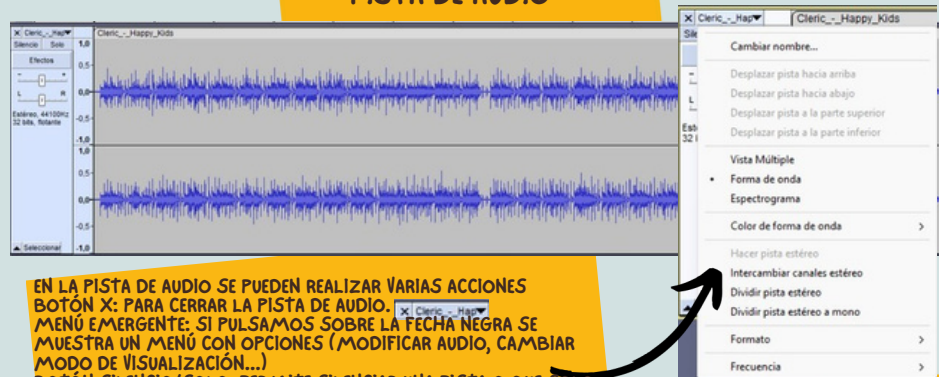 PISTA DE AUDIO
X Cleric_-_Hap▼
Cleric_-_Happy_Kids
Silencio Solo
Efectos
- +
L R
Estéreo, 44100Hz
32 bits, flotante
Seleccionar
1,0
0,5-
0,0-
-0,5-
-1,0
1,0
0,5-
0,0-
-0,5-
-1,0
X Cleric_-_Hap▼
Cleric_-_Happy_Kids
Cambiar nombre...
Desplazar pista hacia arriba
Desplazar pista hacia abajo
Desplazar pista a la parte superior
Desplazar pista a la parte inferior
Vista Múltiple
• Forma de onda
Espectrograma
Color de forma de onda >
Hacer pista estéreo
Intercambiar canales estéreo
Dividir pista estéreo
Dividir pista estéreo a mono
Formato >
Frecuencia >
EN LA PISTA DE AUDIO SE PUEDEN REALIZAR VARIAS ACCIONES
BOTÓN X: PARA CERRAR LA PISTA DE AUDIO. X Cleric_-_Hap▼
MENÚ EMERGENTE: SI PULSAMOS SOBRE LA FECHA NEGRA SE
MUESTRA UN MENÚ CON OPCIONES (MODIFICAR AUDIO, CAMBIAR
MODO DE VISUALIZACIÓN...)